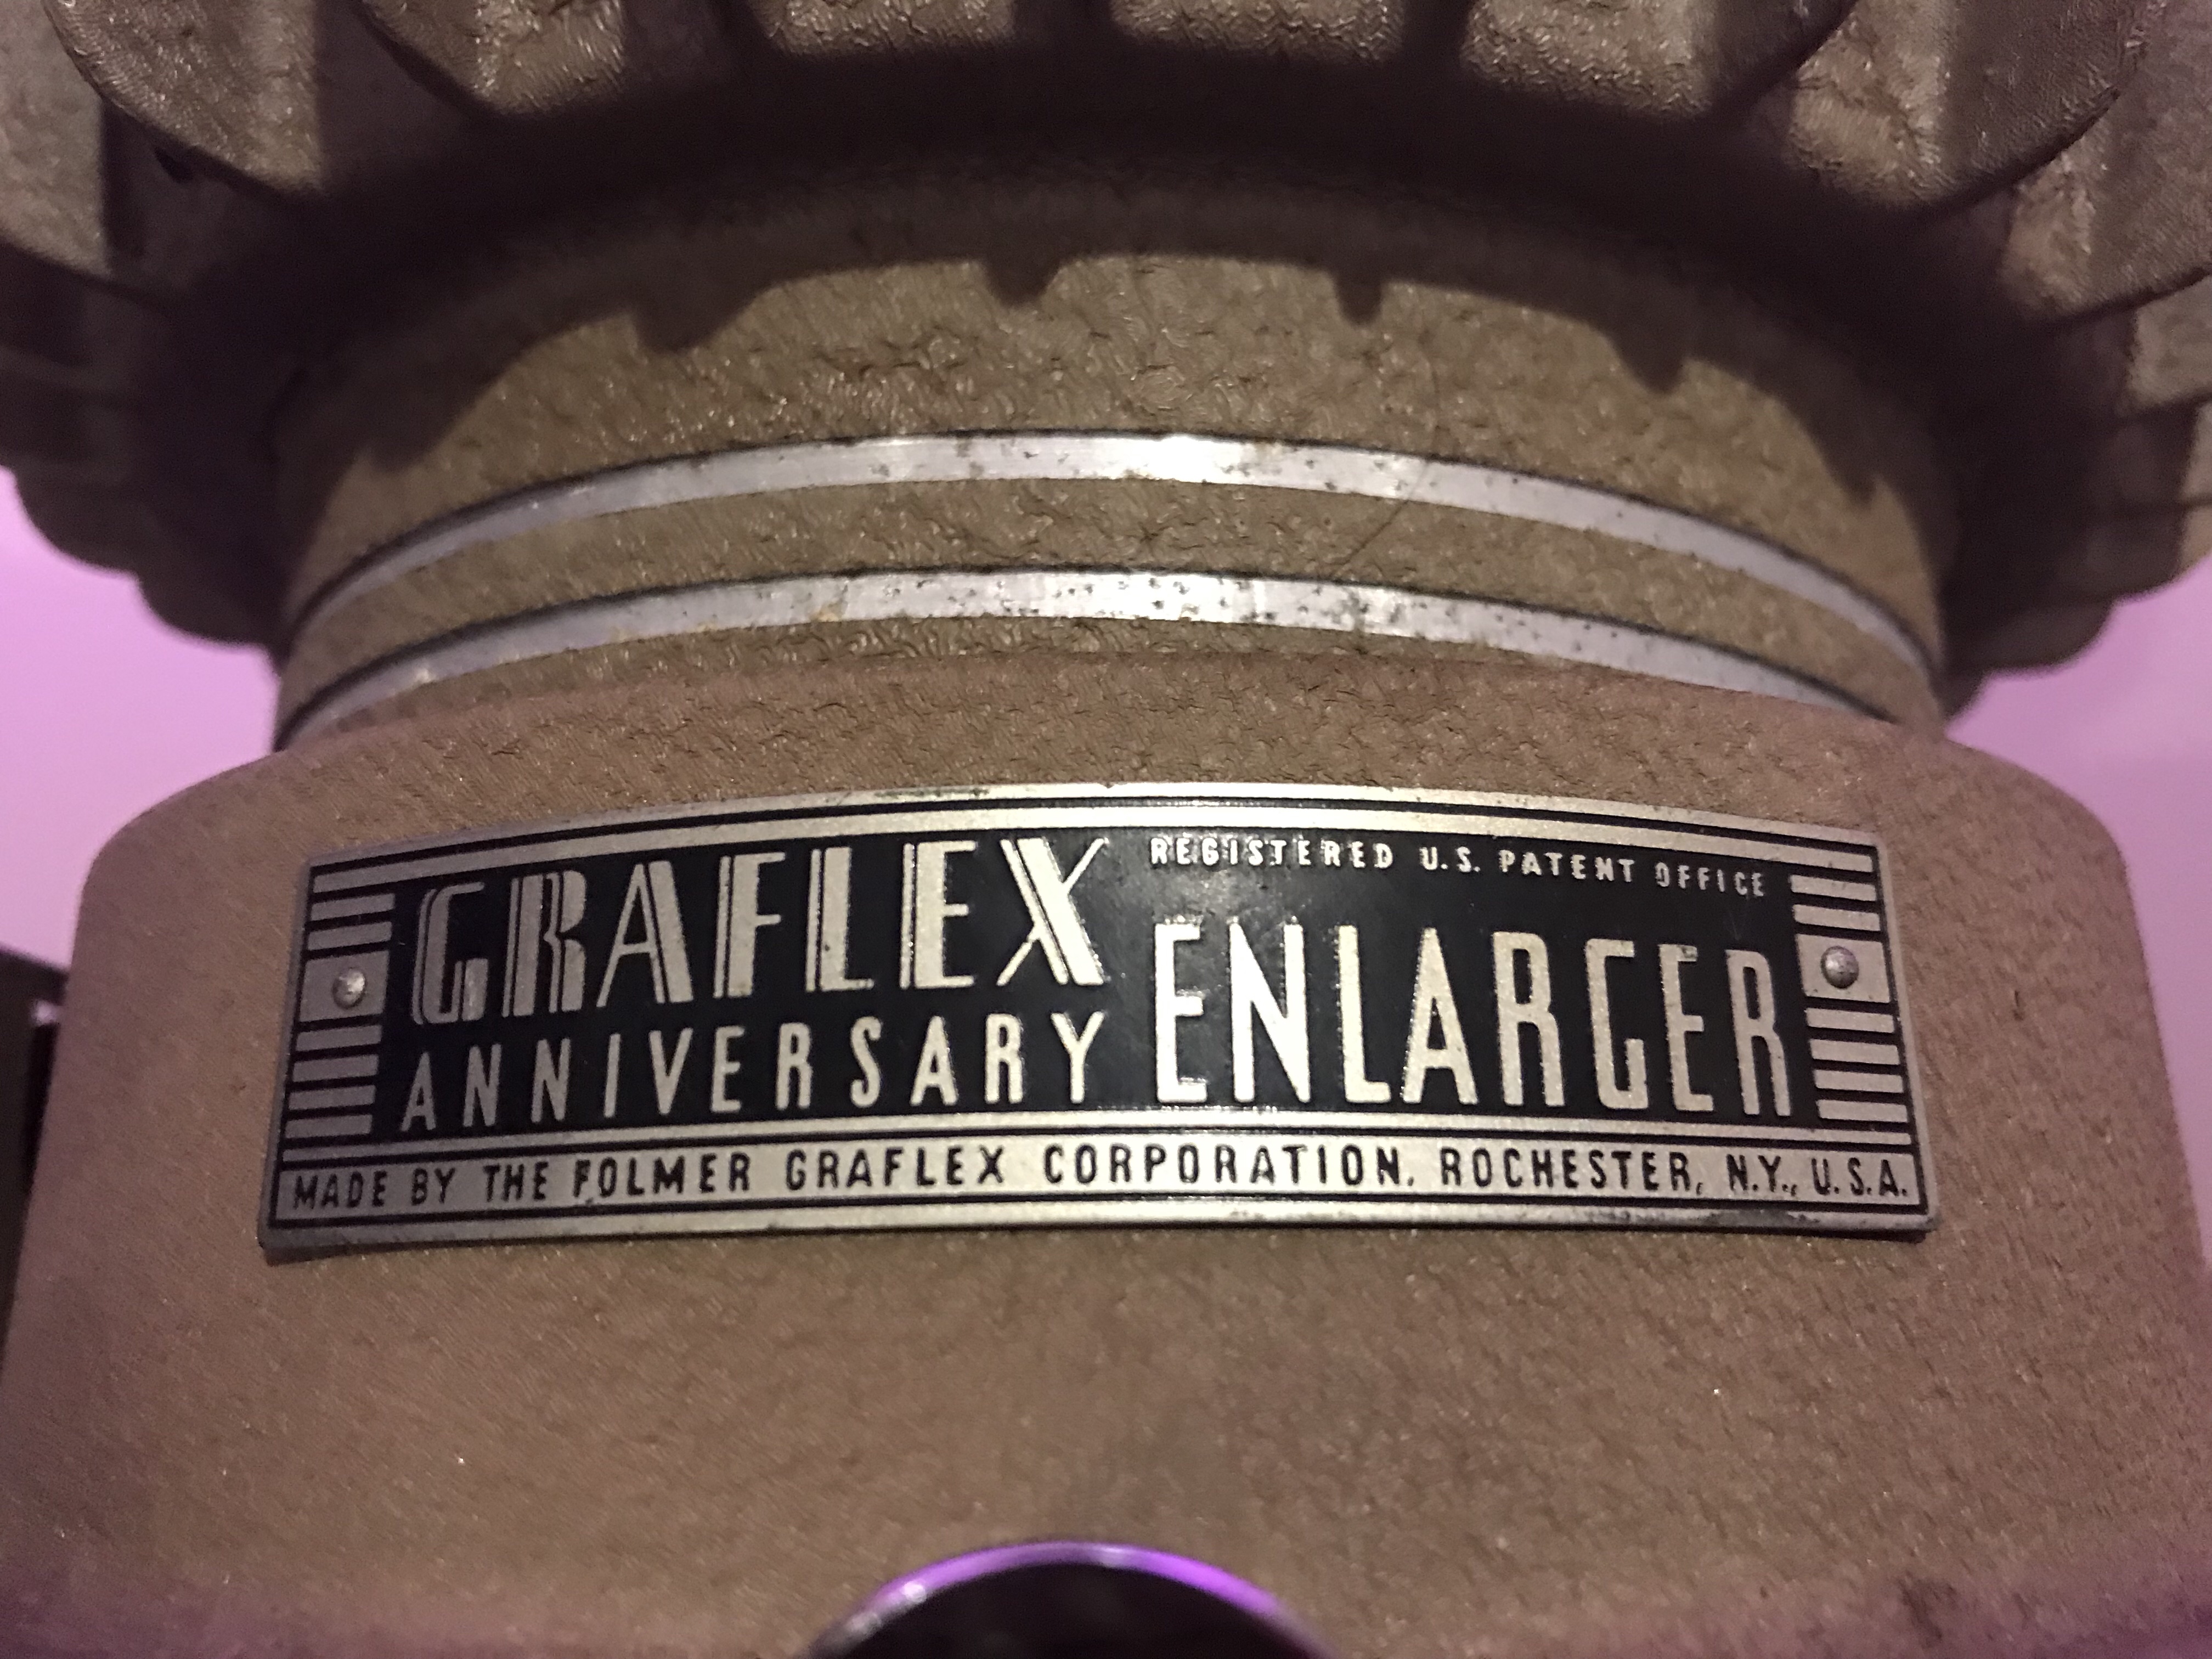 GRAFLEX
ANNIVERSARY
REGISTERED U.S. PATENT OFFICE
ENLARGER
MADE BY THE FOLMER GRAFLEX CORPORATION. ROCHESTER, N.Y., U.S.A.